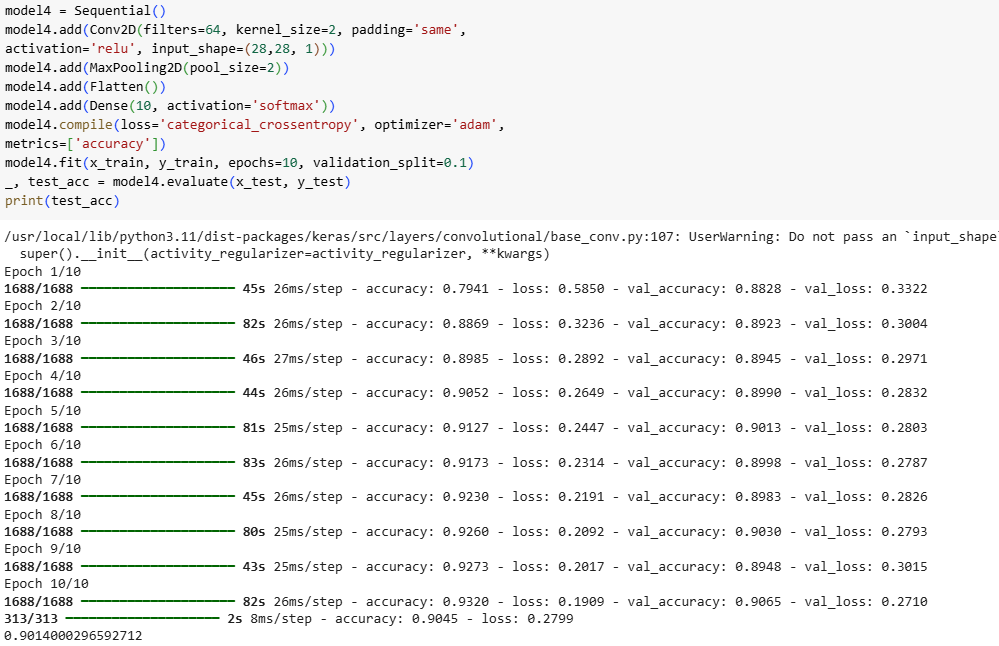 model4 = Sequential()
model4.add(Conv2D(filters=64, kernel_size=2, padding='same',
activation='relu', input_shape=(28,28, 1)))
model4.add(MaxPooling2D(pool_size=2))
model4.add(Flatten())
model4.add(Dense(10, activation='softmax'))
model4.compile(loss='categorical_crossentropy', optimizer='adam',
metrics=['accuracy'])
model4.fit(x_train, y_train, epochs=10, validation_split=0.1)
_, test_acc = model4.evaluate(x_test, y_test)
print(test_acc)
/usr/local/lib/python3.11/dist-packages/keras/src/layers/convolutional/base_conv.py:107: UserWarning: Do not pass an `input_shape`
super().__init__(activity_regularizer=activity_regularizer, **kwargs)
Epoch 1/10
1688/1688 ━━━━━━━━━━━━━━━━━━━━ 45s 26ms/step - accuracy: 0.7941 - loss: 0.5850 - val_accuracy: 0.8828 - val_loss: 0.3322
Epoch 2/10
1688/1688 ━━━━━━━━━━━━━━━━━━━━ 82s 26ms/step - accuracy: 0.8869 - loss: 0.3236 - val_accuracy: 0.8923 - val_loss: 0.3004
Epoch 3/10
1688/1688 ━━━━━━━━━━━━━━━━━━━━ 46s 27ms/step - accuracy: 0.8985 - loss: 0.2892 - val_accuracy: 0.8945 - val_loss: 0.2971
Epoch 4/10
1688/1688 ━━━━━━━━━━━━━━━━━━━━ 44s 26ms/step - accuracy: 0.9052 - loss: 0.2649 - val_accuracy: 0.8990 - val_loss: 0.2832
Epoch 5/10
1688/1688 ━━━━━━━━━━━━━━━━━━━━ 81s 25ms/step - accuracy: 0.9127 - loss: 0.2447 - val_accuracy: 0.9013 - val_loss: 0.2803
Epoch 6/10
1688/1688 ━━━━━━━━━━━━━━━━━━━━ 83s 26ms/step - accuracy: 0.9173 - loss: 0.2314 - val_accuracy: 0.8998 - val_loss: 0.2787
Epoch 7/10
1688/1688 ━━━━━━━━━━━━━━━━━━━━ 45s 26ms/step - accuracy: 0.9230 - loss: 0.2191 - val_accuracy: 0.8983 - val_loss: 0.2826
Epoch 8/10
1688/1688 ━━━━━━━━━━━━━━━━━━━━ 80s 25ms/step - accuracy: 0.9260 - loss: 0.2092 - val_accuracy: 0.9030 - val_loss: 0.2793
Epoch 9/10
1688/1688 ━━━━━━━━━━━━━━━━━━━━ 43s 25ms/step - accuracy: 0.9273 - loss: 0.2017 - val_accuracy: 0.8948 - val_loss: 0.3015
Epoch 10/10
1688/1688 ━━━━━━━━━━━━━━━━━━━━ 82s 26ms/step - accuracy: 0.9320 - loss: 0.1909 - val_accuracy: 0.9065 - val_loss: 0.2710
313/313 ━━━━━━━━━━━━━━━━━━━━ 2s 8ms/step - accuracy: 0.9045 - loss: 0.2799
0.9014000296592712